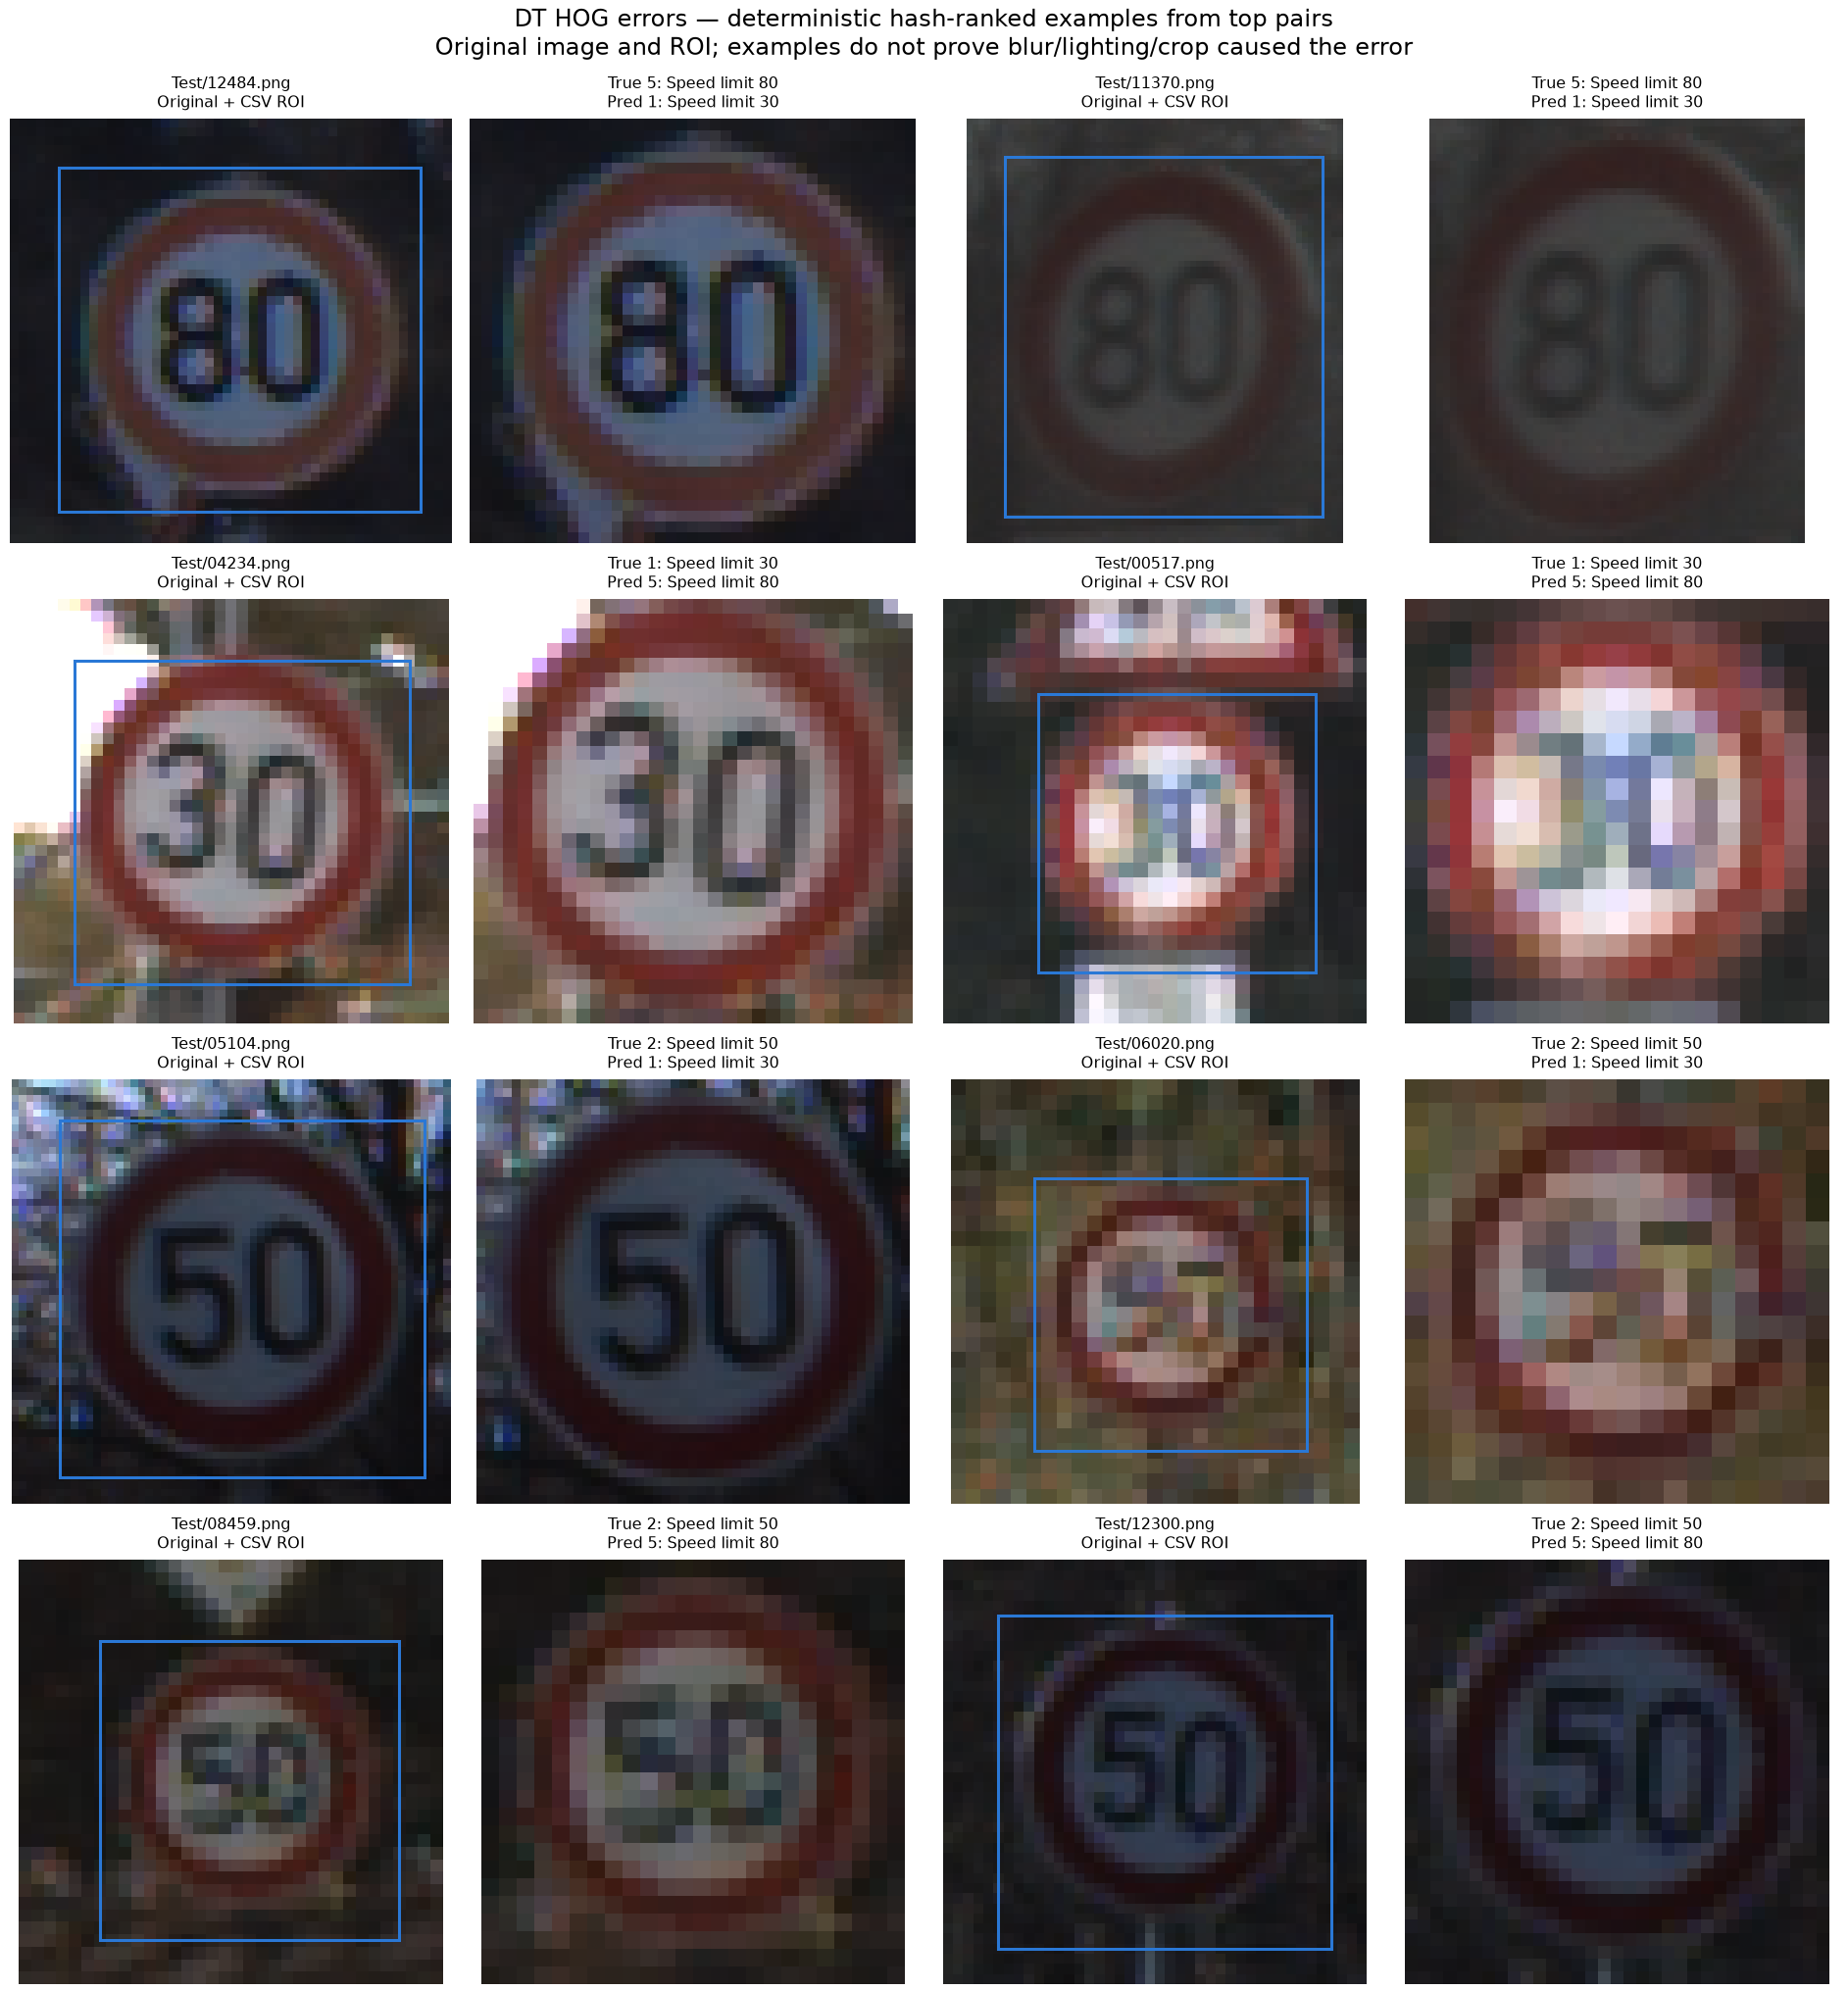 DT HOG errors — deterministic hash-ranked examples from top pairs
Original image and ROI; examples do not prove blur/lighting/crop caused the error
Test/12484.png
Original + CSV ROI
True 5: Speed limit 80
Pred 1: Speed limit 30
Test/11370.png
Original + CSV ROI
True 5: Speed limit 80
Pred 1: Speed limit 30
80
80
80
80
Test/04234.png
Original + CSV ROI
True 1: Speed limit 30
Pred 5: Speed limit 80
Test/00517.png
Original + CSV ROI
True 1: Speed limit 30
Pred 5: Speed limit 80
30
30
Test/05104.png
Original + CSV ROI
True 2: Speed limit 50
Pred 1: Speed limit 30
Test/06020.png
Original + CSV ROI
True 2: Speed limit 50
Pred 1: Speed limit 30
50
50
Test/08459.png
Original + CSV ROI
True 2: Speed limit 50
Pred 5: Speed limit 80
Test/12300.png
Original + CSV ROI
True 2: Speed limit 50
Pred 5: Speed limit 80
50
50
50
50